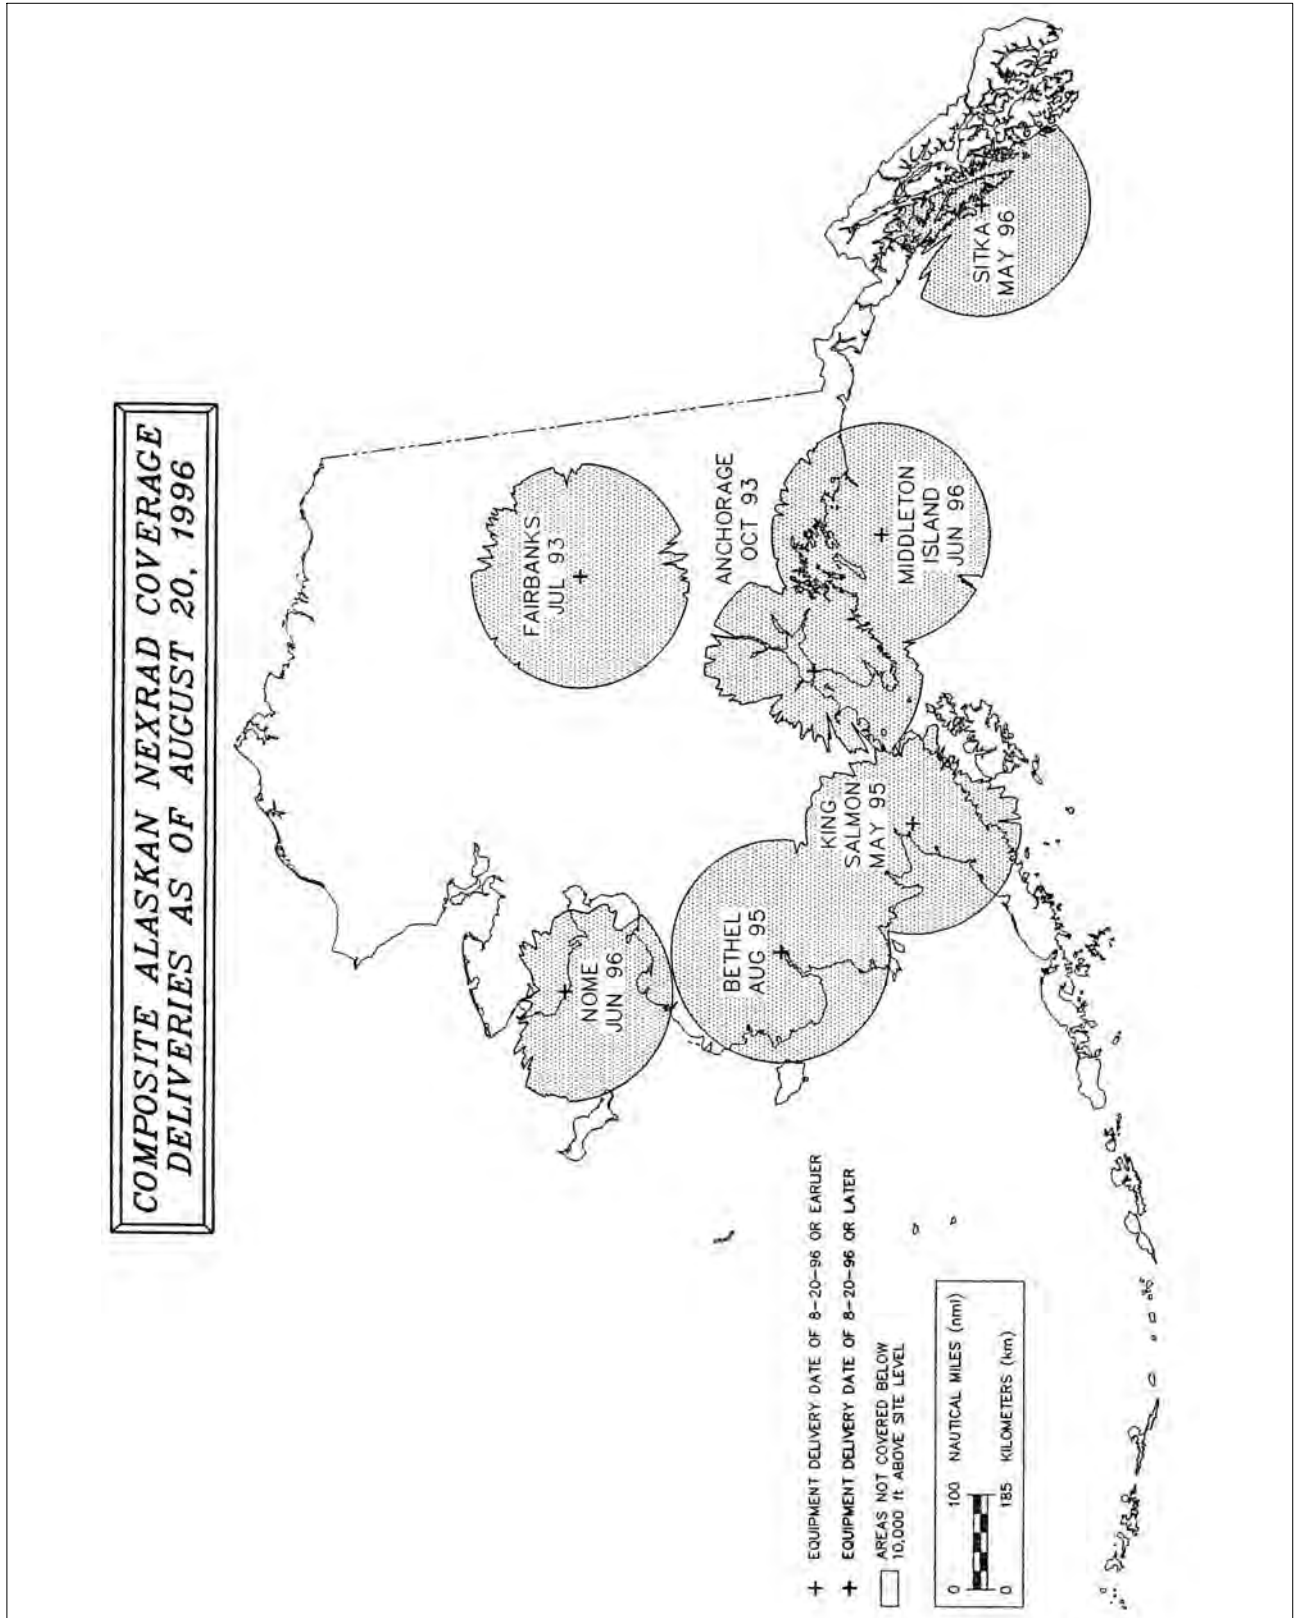 COMPOSITE ALASKAN NEXRAD COVERAGE
DELIVERIES AS OF AUGUST 20, 1996
FAIRBANKS
JUL 93
ANCHORAGE
OCT 93
NOME
JUN 96
BETHEL
AUG 95
KING
SALMON
MAY 95
MIDDLETON
ISLAND
JUN 96
SITKA
MAY 96
+ EQUIPMENT DELIVERY DATE OF 8-20-96 OR EARLIER
+ EQUIPMENT DELIVERY DATE OF 8-20-96 OR LATER
AREAS NOT COVERED BELOW
10,000 ft ABOVE SITE LEVEL
0 100 NAUTICAL MILES (nmi)
0 185 KILOMETERS (km)